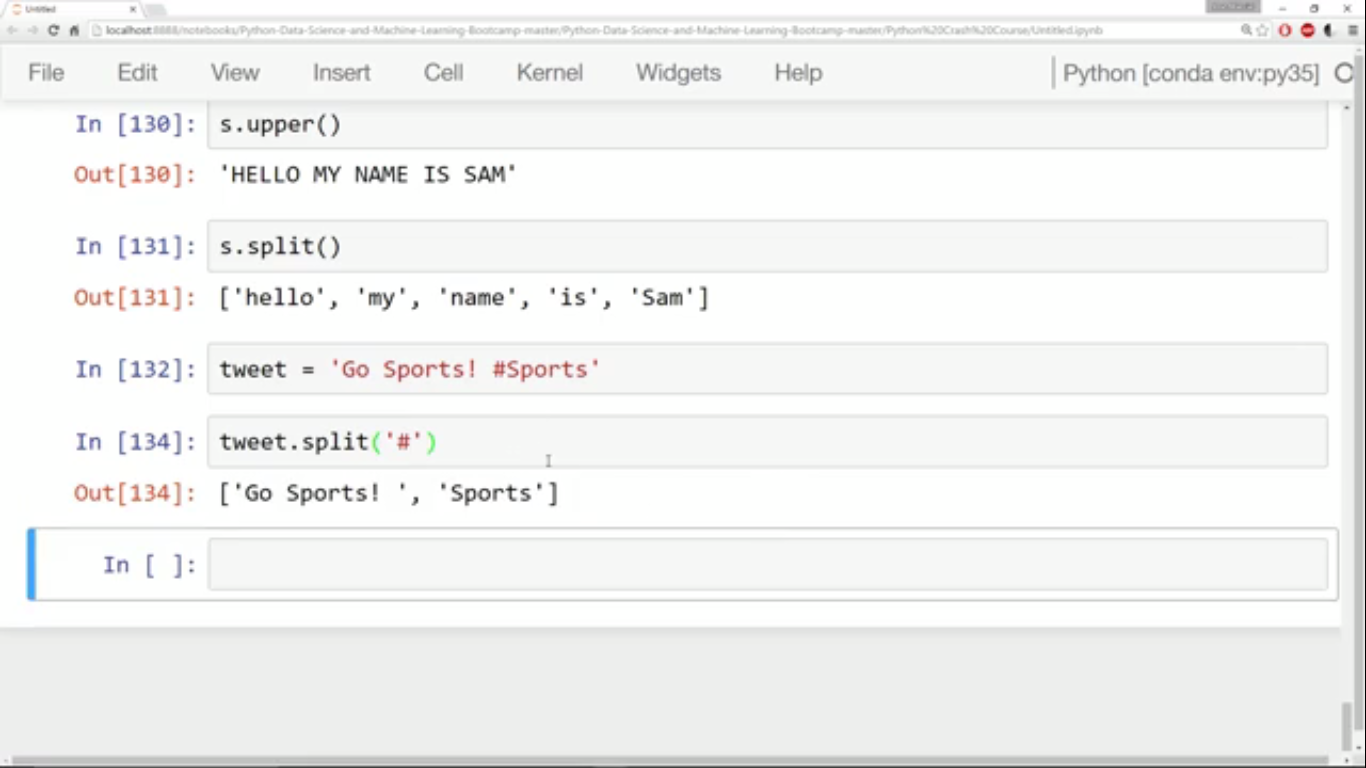 Untitled
localhost:8888/notebooks/Python-Data-Science-and-Machine-Learning-Bootcamp-master/Python-Data-Science-and-Machine-Learning-Bootcamp-master/Python%20Crash%20Course/Untitled.ipynb
File Edit View Insert Cell Kernel Widgets Help Python [conda env:py35]
In [130]: s.upper()
Out[130]: 'HELLO MY NAME IS SAM'
In [131]: s.split()
Out[131]: ['hello', 'my', 'name', 'is', 'Sam']
In [132]: tweet = 'Go Sports! #Sports'
In [134]: tweet.split('#')
Out[134]: ['Go Sports! ', 'Sports']
In [ ]: